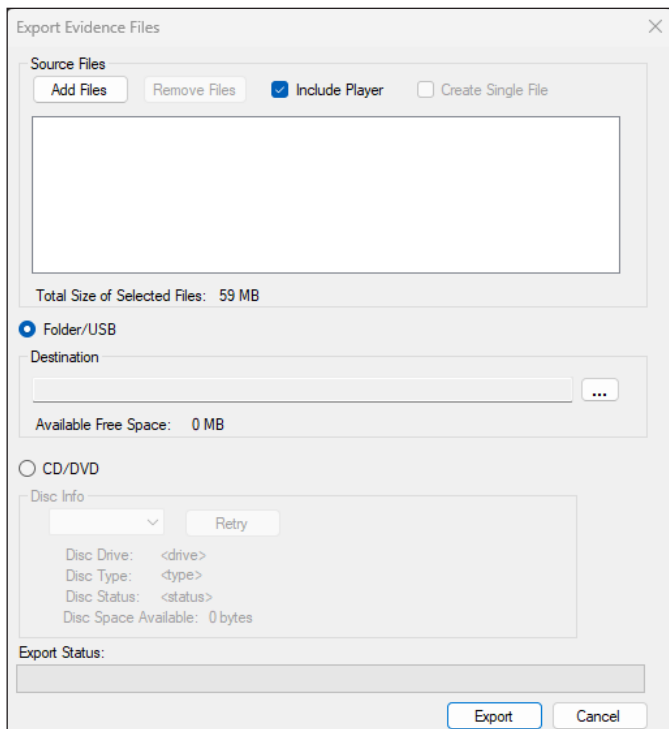 Export Evidence Files
Source Files
Add Files Remove Files Include Player Create Single File
Total Size of Selected Files: 59 MB
Folder/USB
Destination
...
Available Free Space: 0 MB
CD/DVD
Disc Info
Retry
Disc Drive: <drive>
Disc Type: <type>
Disc Status: <status>
Disc Space Available: 0 bytes
Export Status:
Export Cancel